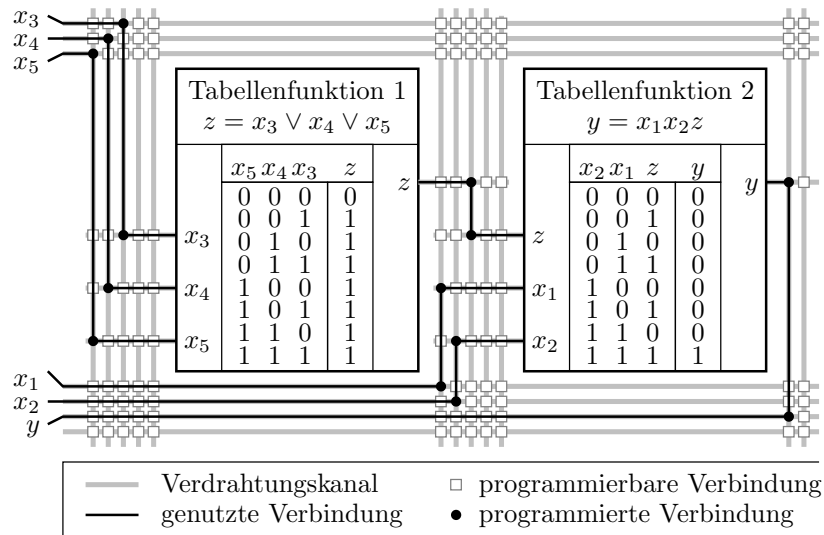 x₃
x₄
x₅
Tabellenfunktion 1
z = x₃ ∨ x₄ ∨ x₅
x₅ x₄ x₃ z
0 0 0 0
0 0 1 1
0 1 0 1
0 1 1 1
1 0 0 1
1 0 1 1
1 1 0 1
1 1 1 1
x₃
x₄
x₅
z
Tabellenfunktion 2
y = x₁x₂z
x₂ x₁ z y
0 0 0 0
0 0 1 0
0 1 0 0
0 1 1 0
1 0 0 0
1 0 1 0
1 1 0 0
1 1 1 1
z
x₁
x₂
y
x₁
x₂
y
Verdrahtungskanal
genutzte Verbindung
programmierbare Verbindung
programmierte Verbindung